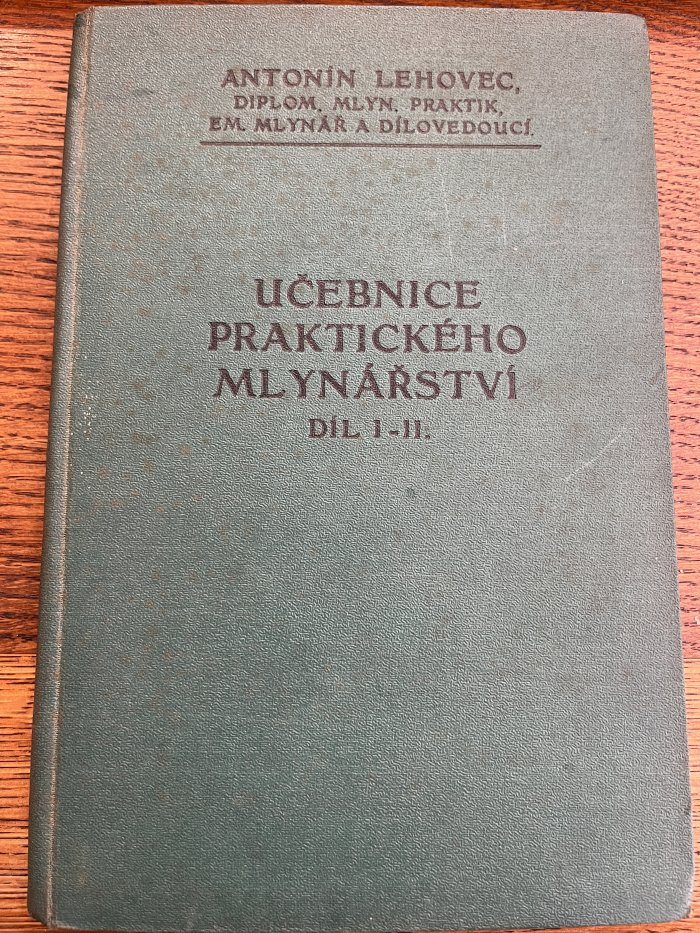 ANTONÍN LEHOVEC,
DIPLOM. MLYN. PRAKTIK,
EM. MLYNÁŘ A DÍLOVEDOUCÍ.
UČEBNICE
PRAKTICKÉHO
MLYNÁŘSTVÍ
DÍL I-II.